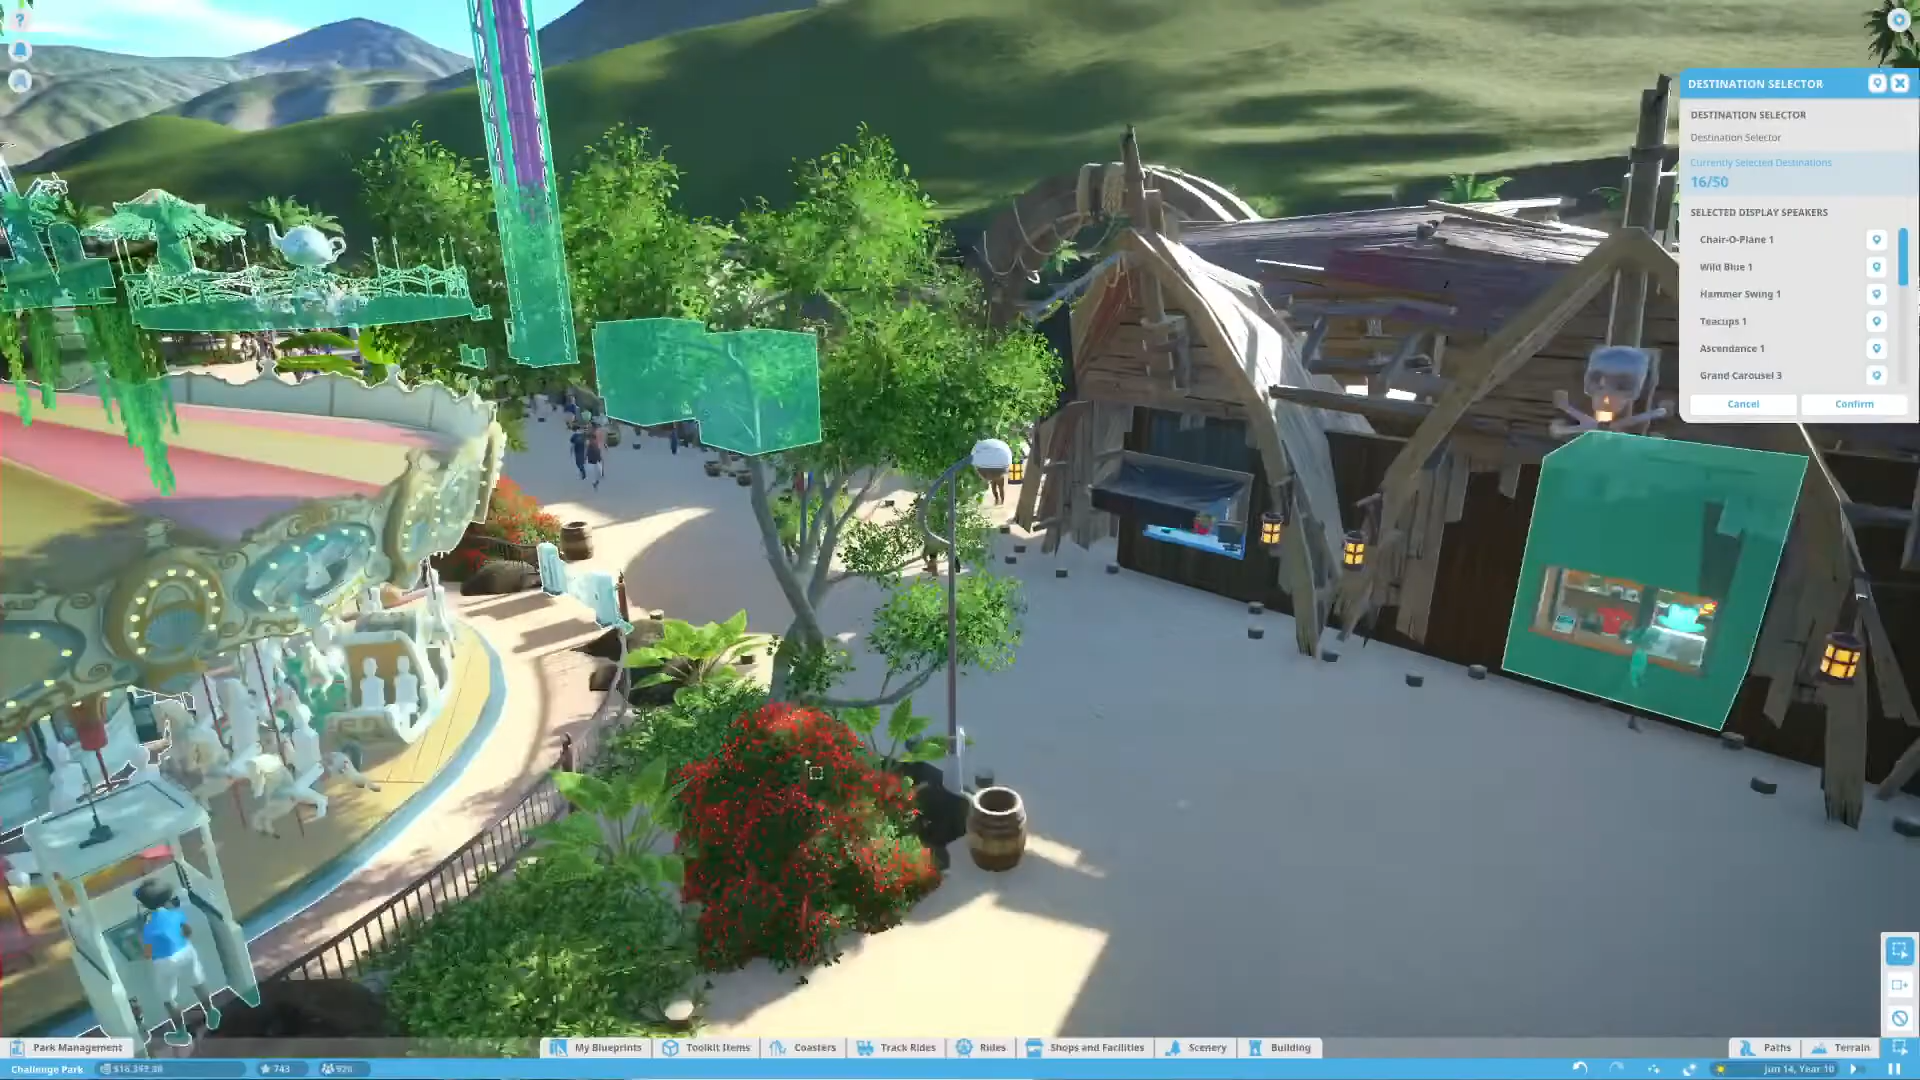 ?
DESTINATION SELECTOR
DESTINATION SELECTOR
Destination Selector
Currently Selected Destinations
16/50
SELECTED DISPLAY SPEAKERS
Chair-O-Plane 1
Wild Blue 1
Hammer Swing 1
Teacups 1
Ascendance 1
Grand Carousel 3
Cancel
Confirm
Park Management
My Blueprints
Toolkit Items
Coasters
Track Rides
Rides
Shops and Facilities
Scenery
Building
Paths
Terrain
Challenge Park
743
920
Jun 14, Year 10